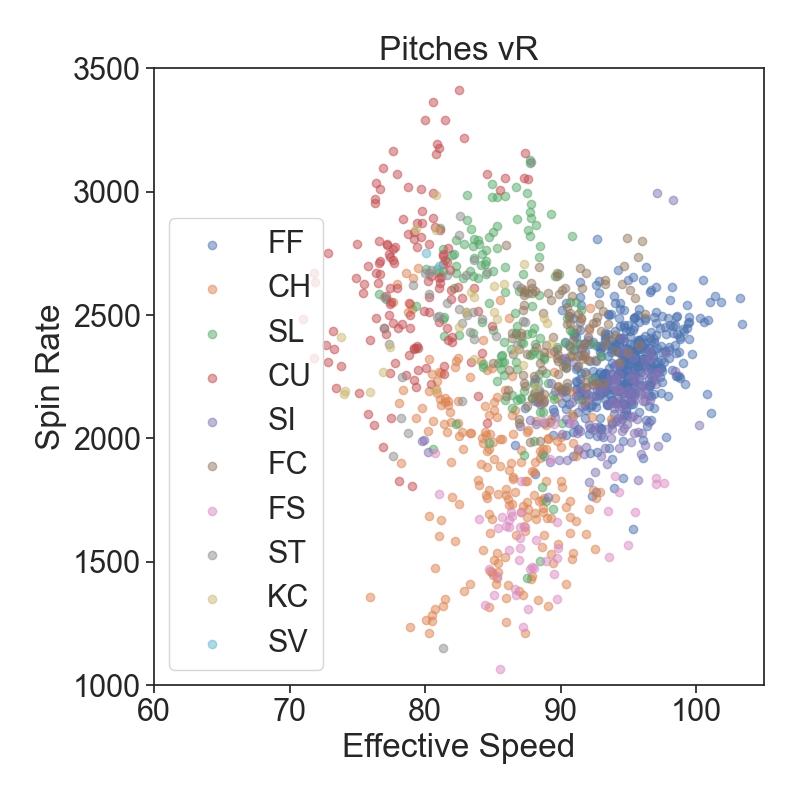 Pitches vR
3500
3000
2500
2000
1500
1000
Spin Rate
FF
CH
SL
CU
SI
FC
FS
ST
KC
SV
60 70 80 90 100
Effective Speed